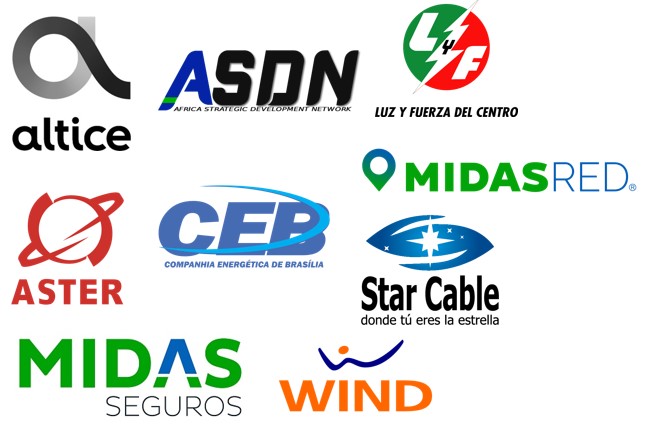 altice
ASDN
AFRICA STRATEGIC DEVELOPMENT NETWORK
L y F
LUZ Y FUERZA DEL CENTRO
MIDASRED®
ASTER
CEB
COMPANHIA ENERGÉTICA DE BRASÍLIA
Star Cable
donde tú eres la estrella
MIDAS
SEGUROS
WIND